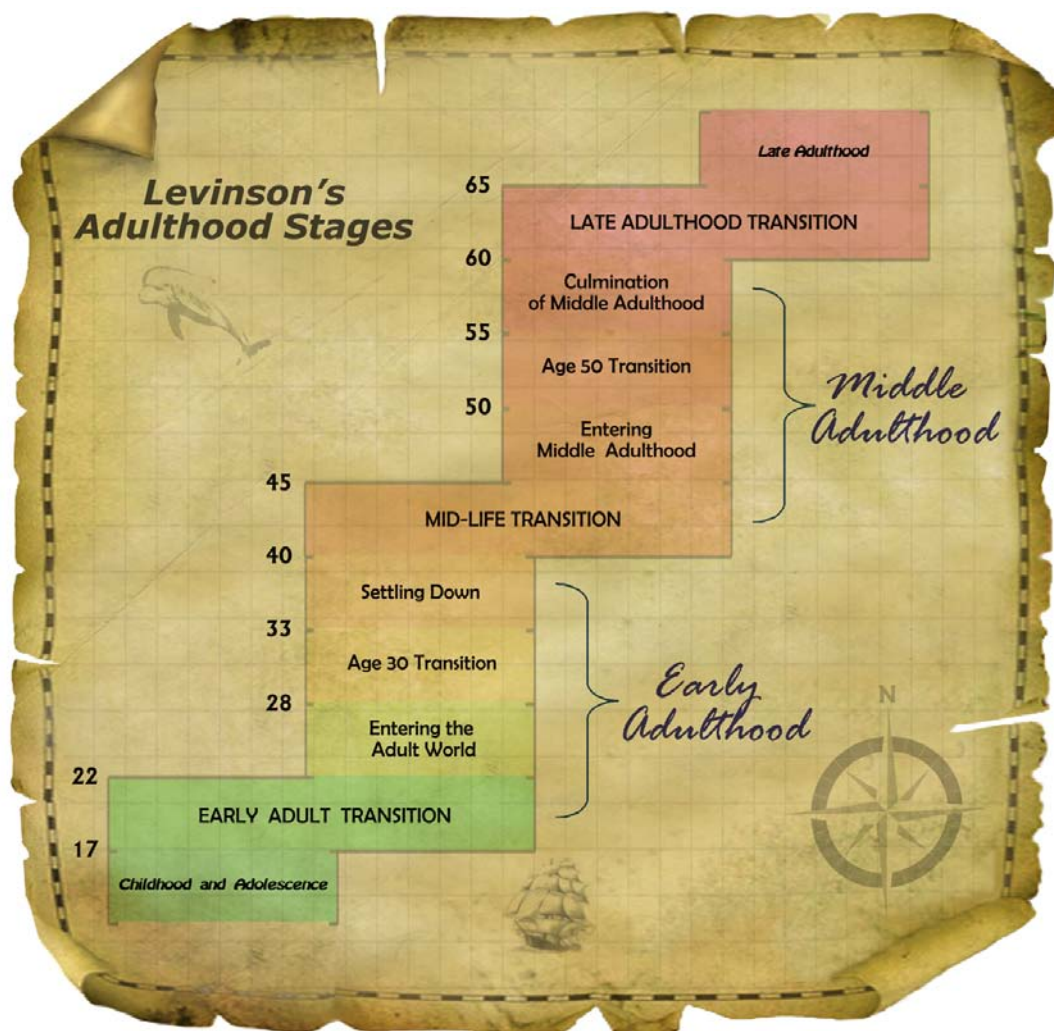 Levinson's
Adulthood Stages
Late Adulthood
65
LATE ADULTHOOD TRANSITION
60
Culmination
of Middle Adulthood
55
Age 50 Transition
50
Entering
Middle Adulthood
Middle
Adulthood
45
MID-LIFE TRANSITION
40
Settling Down
33
Age 30 Transition
28
Entering the
Adult World
Early
Adulthood
N
22
EARLY ADULT TRANSITION
17
Childhood and Adolescence